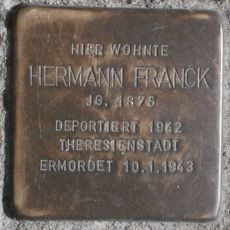 HIER WOHNTE
HERMANN FRANCK
JG. 1875
DEPORTIERT 1942
THERESIENSTADT
ERMORDET 10.1.1943